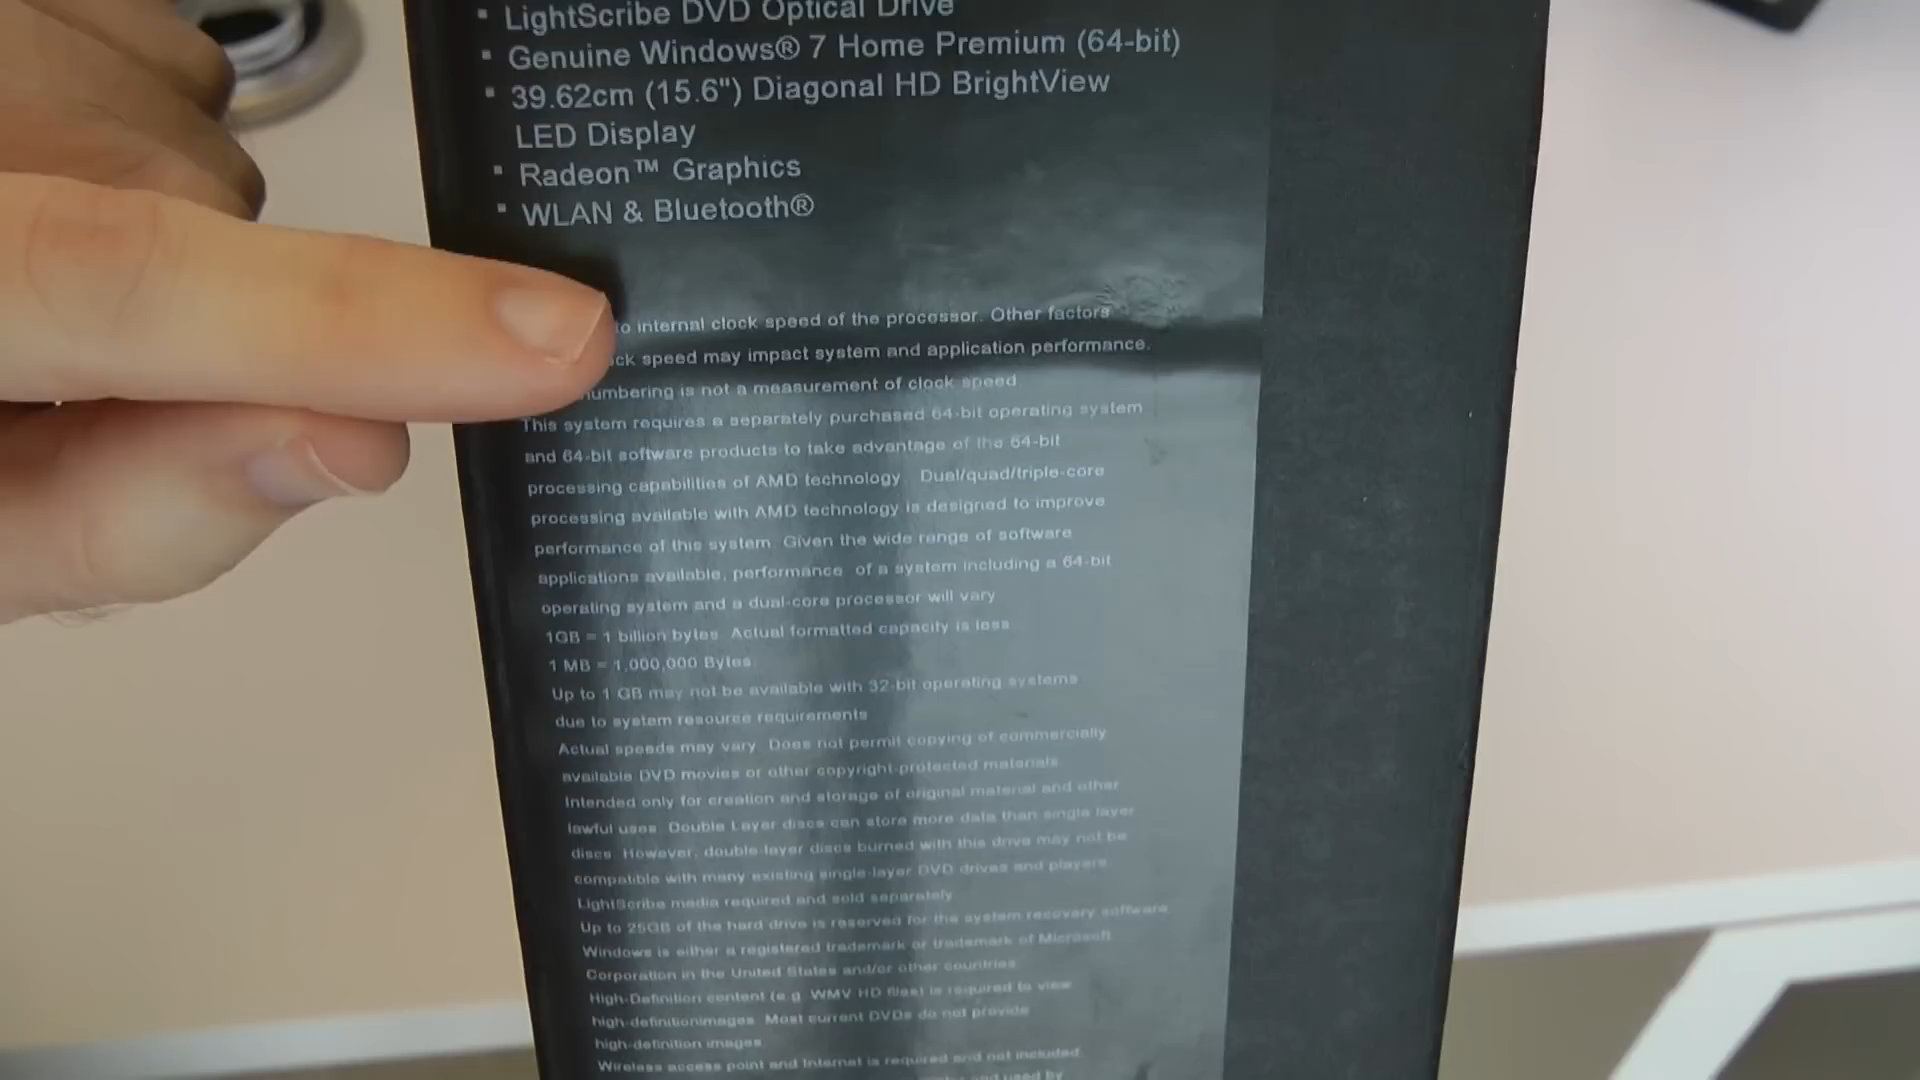 LightScribe DVD Optical Drive
Genuine Windows® 7 Home Premium (64-bit)
39.62cm (15.6") Diagonal HD BrightView
LED Display
Radeon™ Graphics
WLAN & Bluetooth®
to internal clock speed of the processor. Other factors
speed may impact system and application performance.
numbering is not a measurement of clock speed
This system requires a separately purchased 64-bit operating system
and 64-bit software products to take advantage of the 64-bit
processing capabilities of AMD technology. Dual/quad/triple-core
processing available with AMD technology is designed to improve
performance of this system. Given the wide range of software
applications available, performance of a system including a 64-bit
operating system and a dual-core processor will vary
1GB = 1 billion bytes. Actual formatted capacity is less
1 MB = 1,000,000 Bytes
Up to 1 GB may not be available with 32-bit operating systems
due to system resource requirements
Actual speeds may vary. Does not permit copying of commercially
available DVD movies or other copyright-protected materials.
Intended only for creation and storage of original material and other
lawful uses. Double Layer discs can store more data than single layer
discs. However, double-layer discs burned with this drive may not be
compatible with many existing single-layer DVD drives and players.
LightScribe media required and sold separately
Up to 25GB of the hard drive is reserved for the system recovery software
Windows is either a registered trademark or trademark of Microsoft
Corporation in the United States and/or other countries
High-Definition content (e.g. WMV HD files) is required to view
high-definitionimages. Most current DVDs do not provide
high-definition images
Wireless access point and Internet is required and not included.
and used by